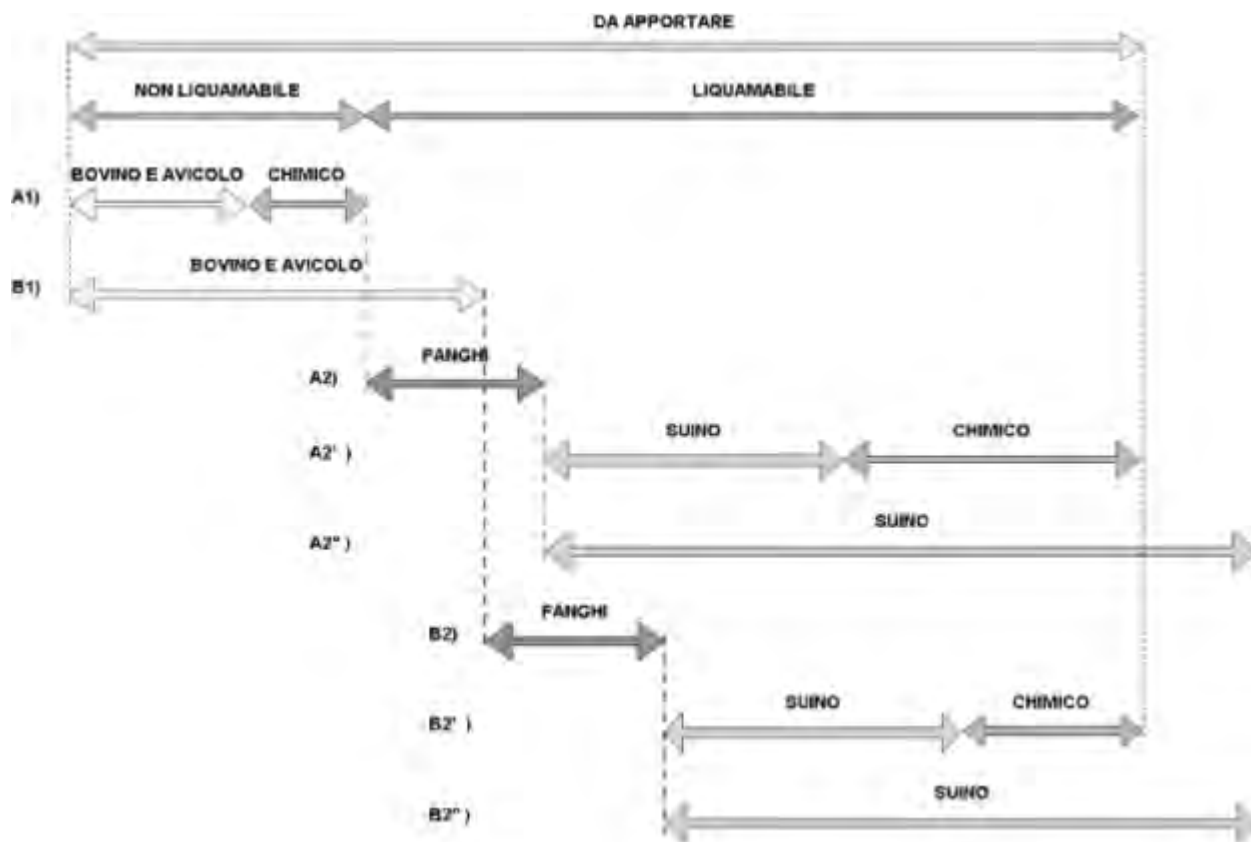 DA APPORTARE
NON LIQUAMABILE LIQUAMABILE
A1) BOVINO E AVICOLO CHIMICO
B1) BOVINO E AVICOLO
A2) FANGHI
A2' ) SUINO CHIMICO
A2" ) SUINO
B2) FANGHI
B2' ) SUINO CHIMICO
B2" ) SUINO